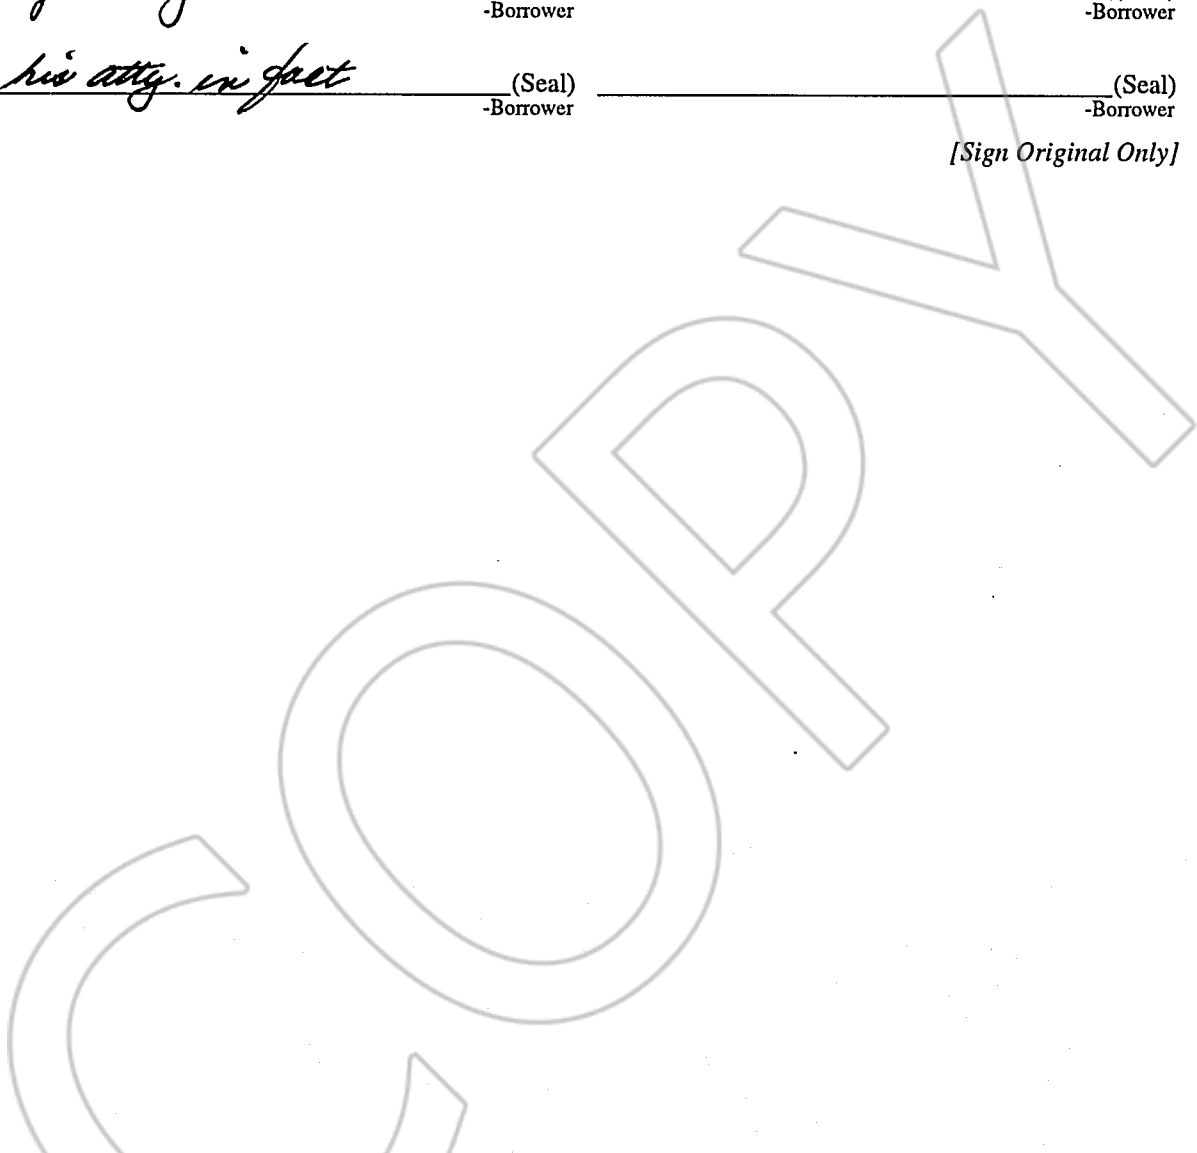 -Borrower -Borrower
his atty. in fact (Seal) (Seal)
-Borrower -Borrower
[Sign Original Only]
COPY